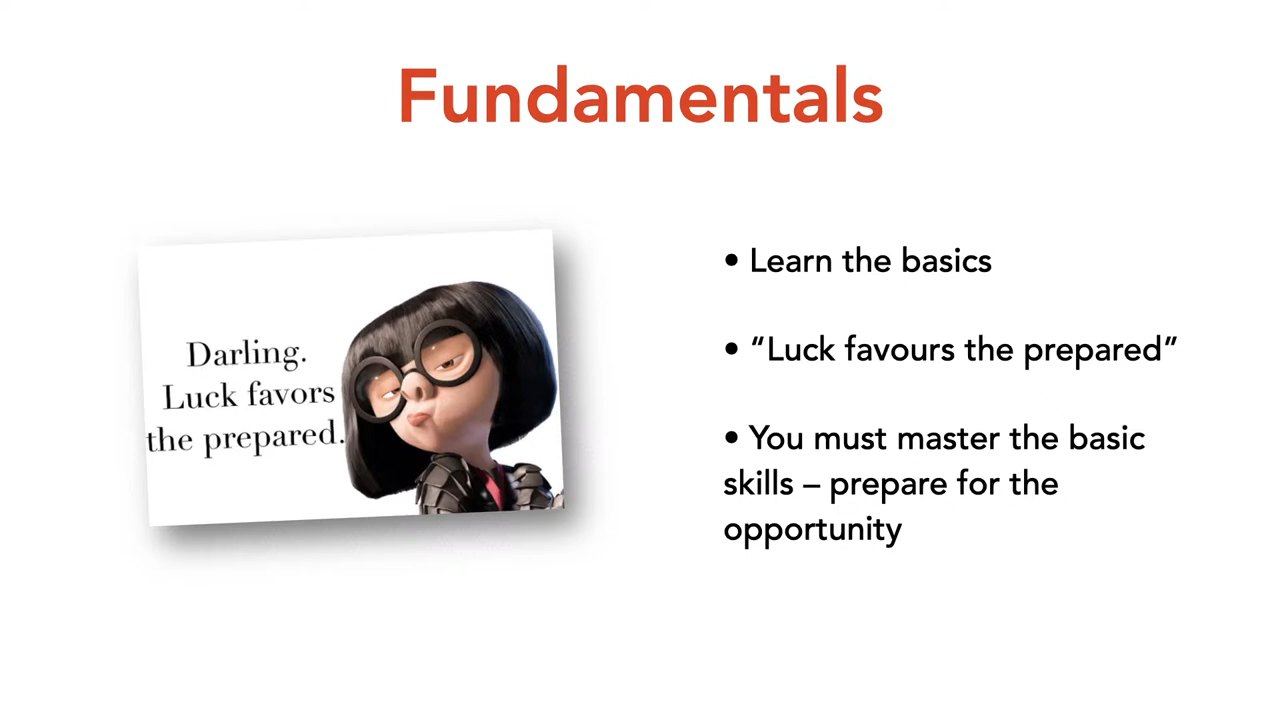 Fundamentals
Darling.
Luck favors
the prepared.
• Learn the basics
• “Luck favours the prepared”
• You must master the basic
skills – prepare for the
opportunity